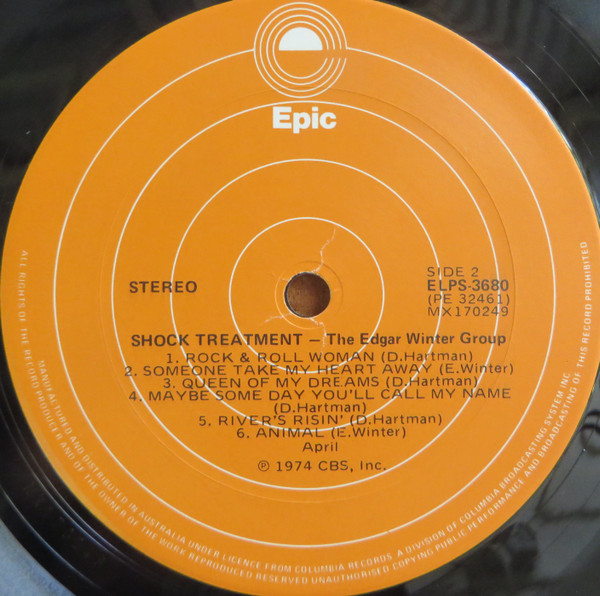 Epic
STEREO
SIDE 2
ELPS-3680
(PE 32461)
MX170249
SHOCK TREATMENT — The Edgar Winter Group
1. ROCK & ROLL WOMAN (D.Hartman)
2. SOMEONE TAKE MY HEART AWAY (E.Winter)
3. QUEEN OF MY DREAMS (D.Hartman)
4. MAYBE SOME DAY YOU'LL CALL MY NAME
(D.Hartman)
5. RIVER'S RISIN' (D.Hartman)
6. ANIMAL (E.Winter)
April
℗ 1974 CBS, Inc.
MANUFACTURED AND DISTRIBUTED IN AUSTRALIA UNDER LICENCE FROM COLUMBIA RECORDS. A DIVISION OF COLUMBIA BROADCASTING SYSTEM, INC.
ALL RIGHTS OF THE RECORD PRODUCER AND OF THE OWNER OF THE WORK REPRODUCED RESERVED UNAUTHORISED COPYING PUBLIC PERFORMANCE AND BROADCASTING OF THIS RECORD PROHIBITED